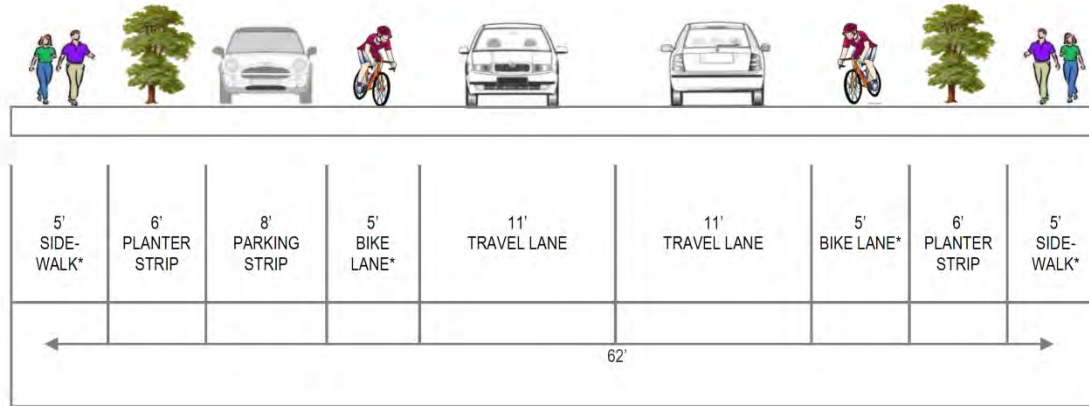 5’
SIDE-
WALK*
6’
PLANTER
STRIP
8’
PARKING
STRIP
5’
BIKE
LANE*
11’
TRAVEL LANE
11’
TRAVEL LANE
5’
BIKE LANE*
6’
PLANTER
STRIP
5’
SIDE-
WALK*
62’